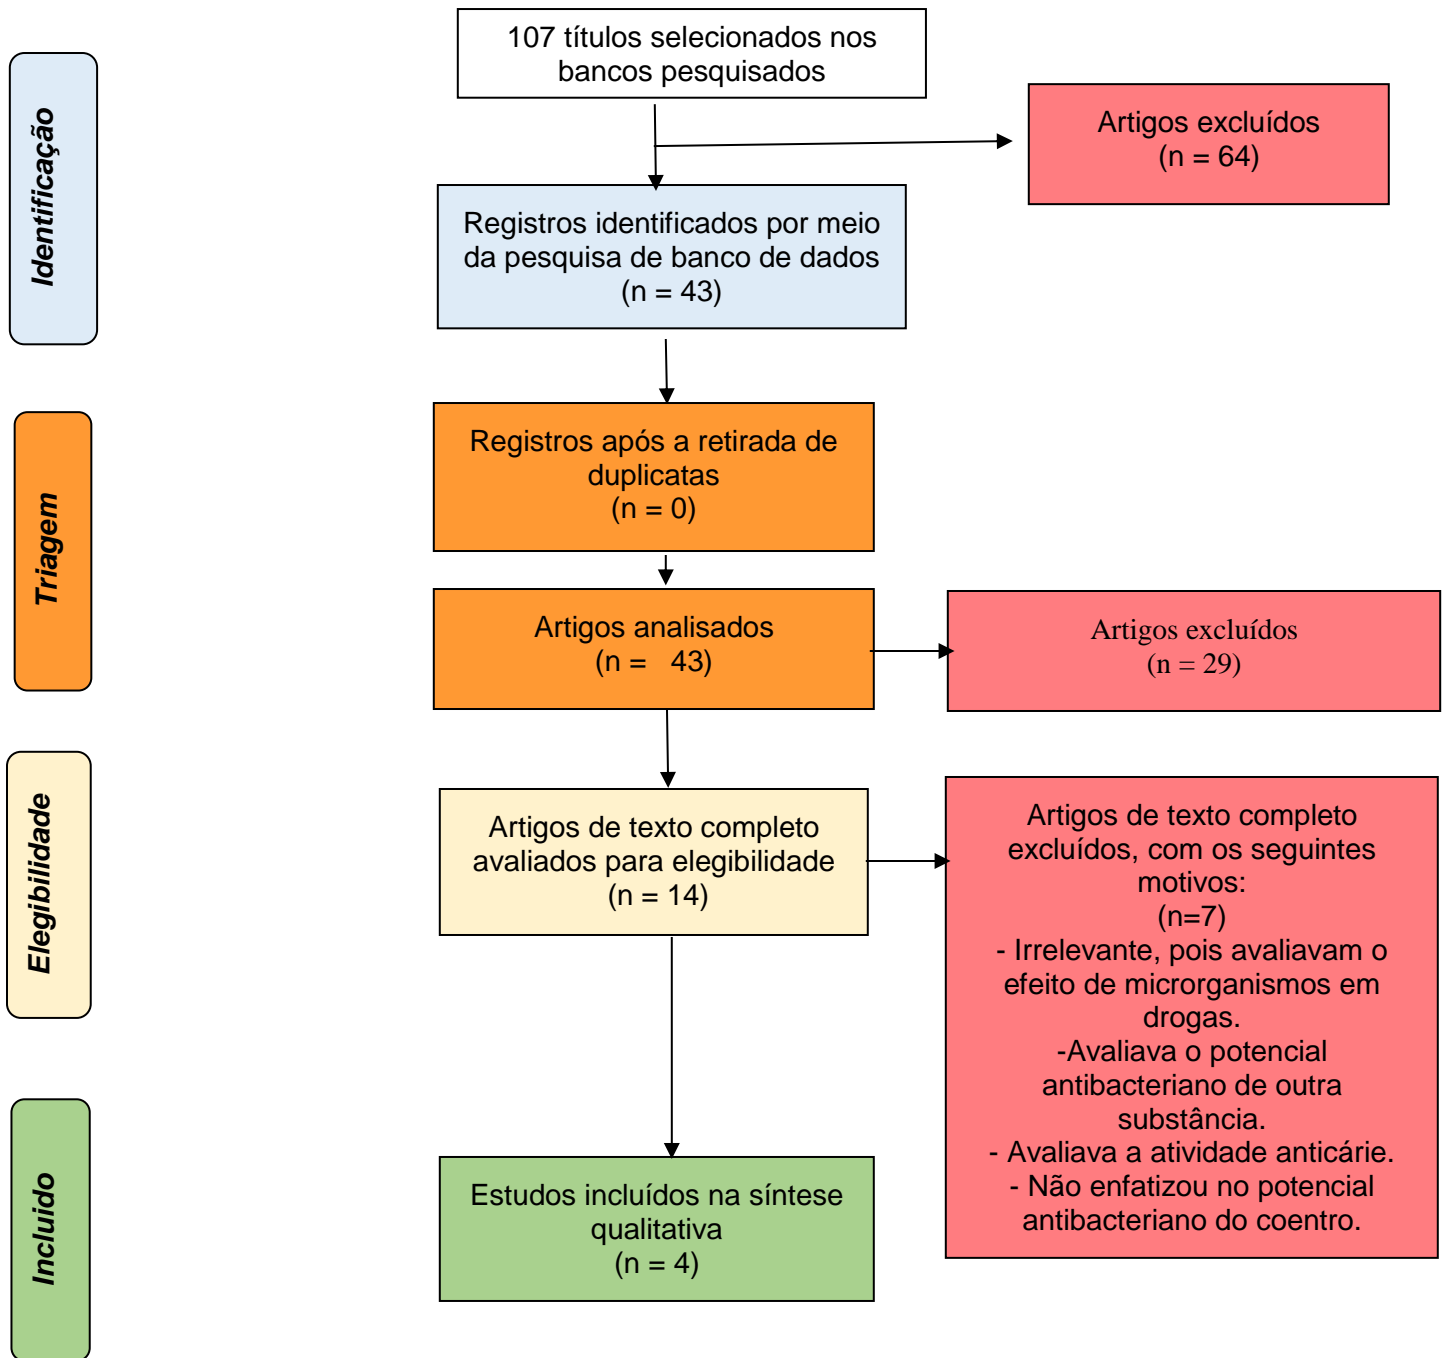 107 títulos selecionados nos
bancos pesquisados
Identificação
Artigos excluídos
(n = 64)
Registros identificados por meio
da pesquisa de banco de dados
(n = 43)
Triagem
Registros após a retirada de
duplicatas
(n = 0)
Artigos analisados
(n =   43)
Artigos excluídos
(n = 29)
Elegibilidade
Artigos de texto completo
avaliados para elegibilidade
(n = 14)
Artigos de texto completo
excluídos, com os seguintes
motivos:
(n=7)
- Irrelevante, pois avaliavam o
efeito de microrganismos em
drogas.
-Avaliava o potencial
antibacteriano de outra
substância.
- Avaliava a atividade anticárie.
- Não enfatizou no potencial
antibacteriano do coentro.
Incluido
Estudos incluídos na síntese
qualitativa
(n = 4)